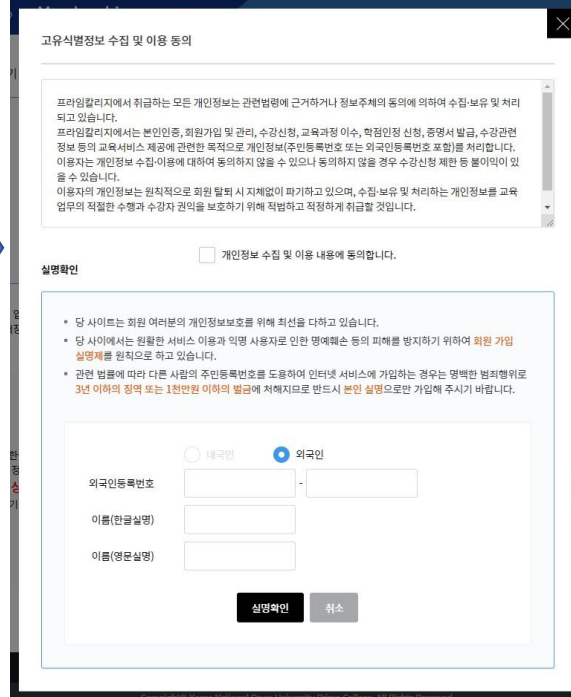 고유식별정보 수집 및 이용 동의
프라임칼리지에서 취급하는 모든 개인정보는 관련법령에 근거하거나 정보주체의 동의에 의하여 수집·보유 및 처리
되고 있습니다.
프라임칼리지에서는 본인인증, 회원가입 및 관리, 수강신청, 교육과정 이수, 학점인정 신청, 증명서 발급, 수강관련
정보 등의 교육서비스 제공에 관련한 목적으로 개인정보(주민등록번호 또는 외국인등록번호 포함)를 처리합니다.
이용자는 개인정보 수집·이용에 대하여 동의하지 않을 수 있으나 동의하지 않을 경우 수강신청 제한 등 불이익이 있
을 수 있습니다.
이용자의 개인정보는 원칙적으로 회원 탈퇴 시 지체없이 파기하고 있으며, 수집·보유 및 처리하는 개인정보를 교육
업무의 적절한 수행과 수강자 권익을 보호하기 위해 적법하고 적정하게 취급할 것입니다.
개인정보 수집 및 이용 내용에 동의합니다.
실명확인
당 사이트는 회원 여러분의 개인정보보호를 위해 최선을 다하고 있습니다.
당 사이에서는 원활한 서비스 이용과 익명 사용자로 인한 명예훼손 등의 피해를 방지하기 위하여 회원 가입
실명제를 원칙으로 하고 있습니다.
관련 법률에 따라 다른 사람의 주민등록번호를 도용하여 인터넷 서비스에 가입하는 경우는 명백한 범죄행위로
3년 이하의 징역 또는 1천만원 이하의 벌금에 처해지므로 반드시 본인 실명으로만 가입해 주시기 바랍니다.
내국인 외국인
외국인등록번호 -
이름(한글실명)
이름(영문실명)
실명확인 취소